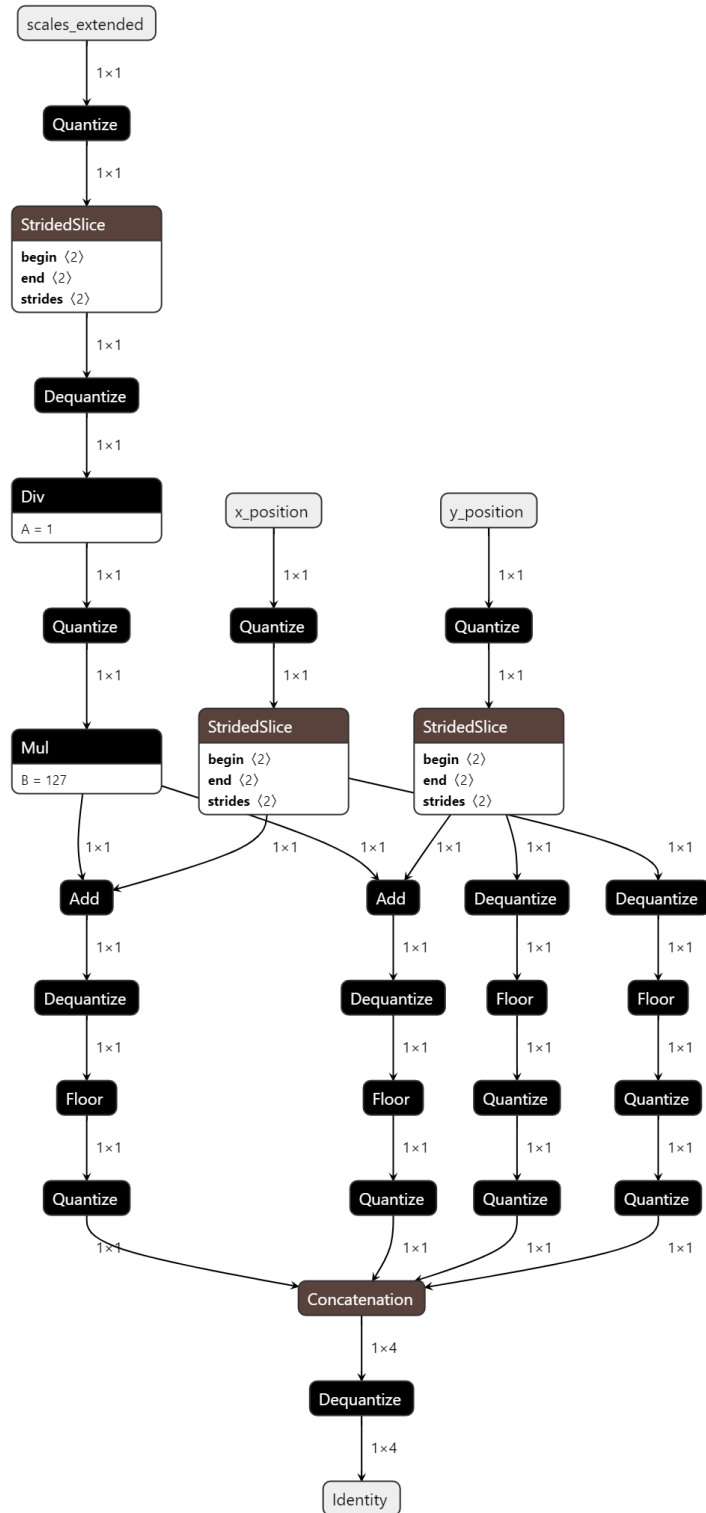 scales_extended
1×1
Quantize
1×1
StridedSlice
begin ⟨2⟩
end ⟨2⟩
strides ⟨2⟩
1×1
Dequantize
1×1
Div
A = 1
x_position
y_position
1×1
1×1
1×1
Quantize
Quantize
Quantize
1×1
1×1
1×1
Mul
B = 127
StridedSlice
begin ⟨2⟩
end ⟨2⟩
strides ⟨2⟩
StridedSlice
begin ⟨2⟩
end ⟨2⟩
strides ⟨2⟩
1×1
1×1
1×1
1×1
1×1
1×1
Add
Add
Dequantize
Dequantize
1×1
1×1
1×1
1×1
Dequantize
Dequantize
Floor
Floor
1×1
1×1
1×1
1×1
Floor
Floor
Quantize
Quantize
1×1
1×1
1×1
1×1
Quantize
Quantize
Quantize
Quantize
1×1
1×1
1×1
1×1
Concatenation
1×4
Dequantize
1×4
Identity